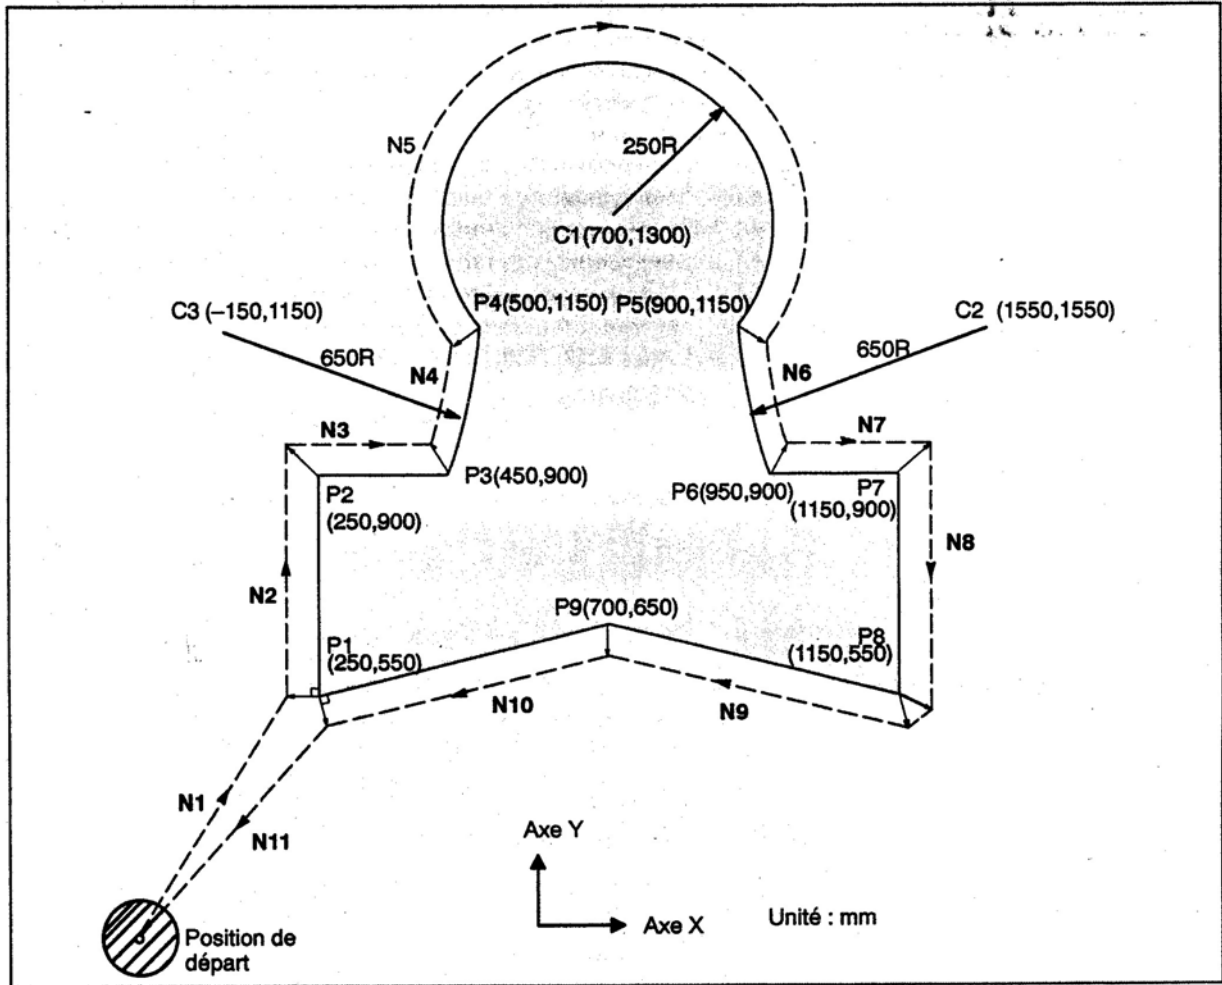 N5
250R
C1(700,1300)
C3 (–150,1150)
P4(500,1150)
P5(900,1150)
C2 (1550,1550)
650R
N4
650R
N6
N3
N7
P3(450,900)
P6(950,900)
P2
(250,900)
P7
(1150,900)
N2
N8
P9(700,650)
P1
(250,550)
P8
(1150,550)
N10
N9
N1
N11
Axe Y
Axe X
Unité : mm
Position de
départ